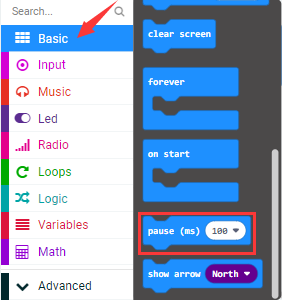 Search...
Basic
Input
Music
Led
Radio
Loops
Logic
Variables
Math
Advanced
clear screen
forever
on start
pause (ms) 100
show arrow North